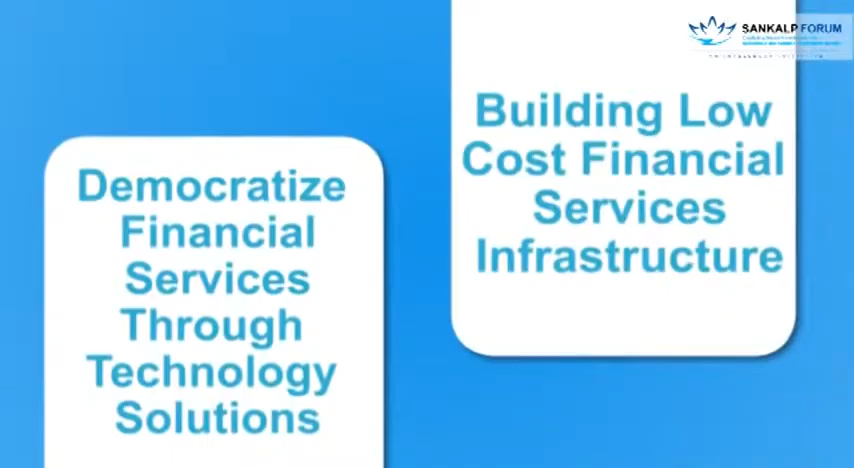 SANKALP FORUM
Building Low
Cost Financial
Services
Infrastructure
Democratize
Financial
Services
Through
Technology
Solutions